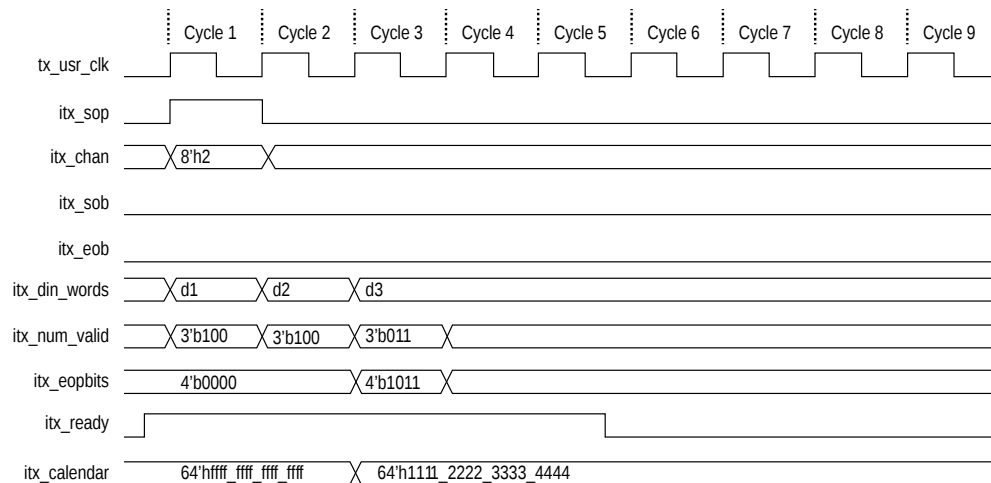 Cycle 1 Cycle 2 Cycle 3 Cycle 4 Cycle 5 Cycle 6 Cycle 7 Cycle 8 Cycle 9
tx_usr_clk
itx_sop
itx_chan 8'h2
itx_sob
itx_eob
itx_din_words d1 d2 d3
itx_num_valid 3'b100 3'b100 3'b011
itx_eopbits 4'b0000 4'b1011
itx_ready
itx_calendar 64'hffff_ffff_ffff_ffff 64'h1111_2222_3333_4444